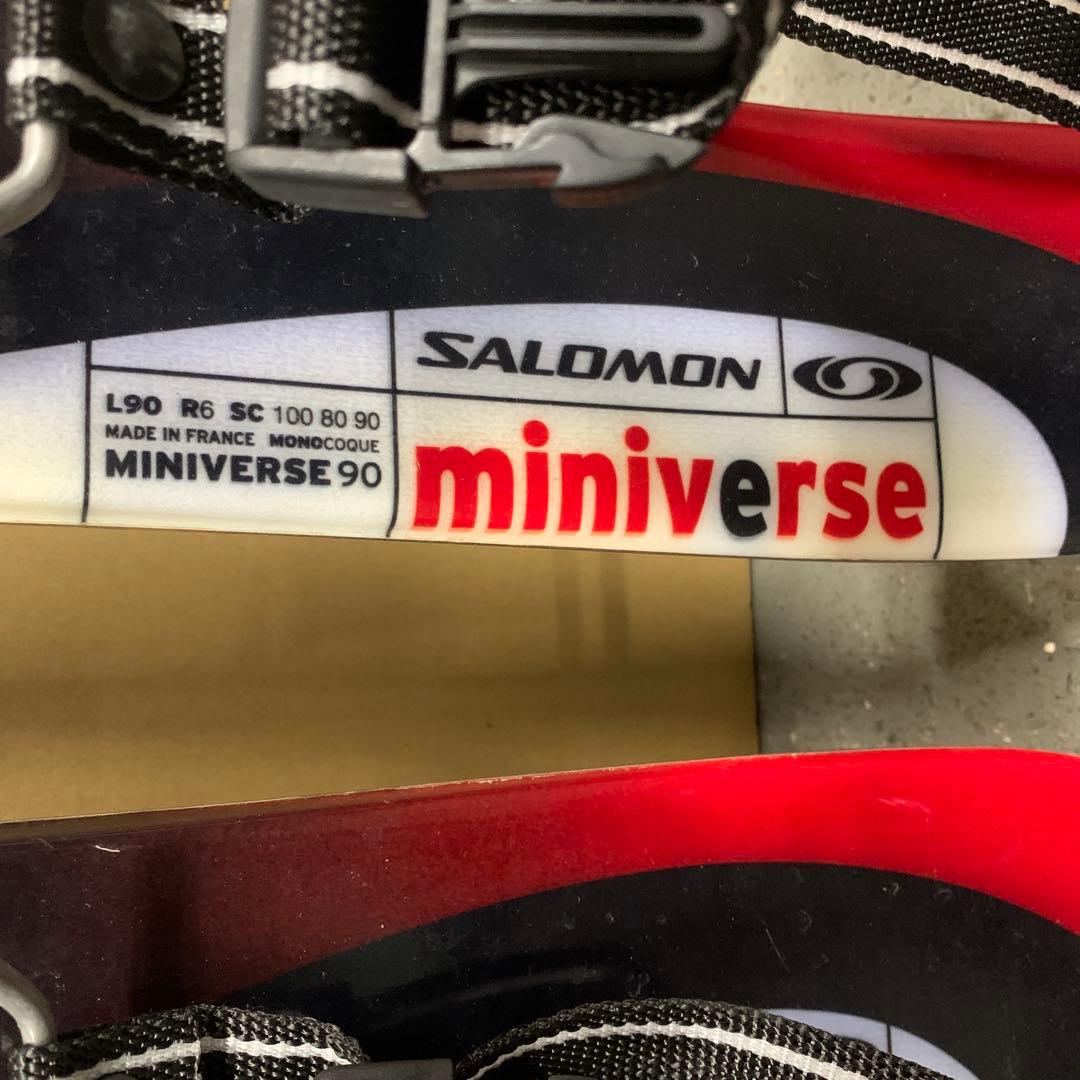 SALOMON
L90 R6 SC 100 80 90
MADE IN FRANCE MONOCOQUE
MINIVERSE 90
miniverse